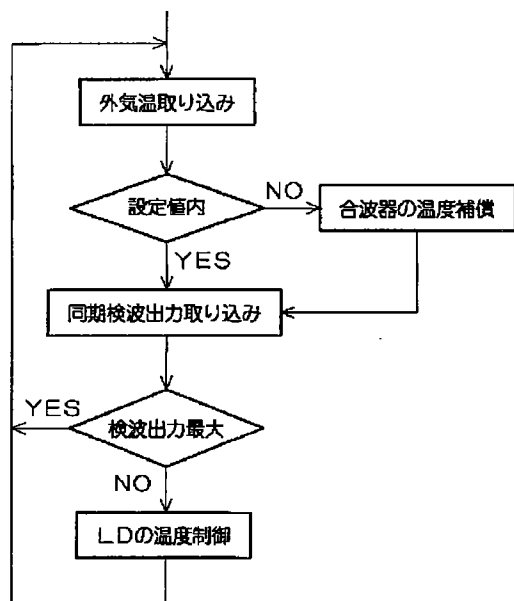 外気温取り込み
設定値内
NO
合波器の温度補償
YES
同期検波出力取り込み
YES
検波出力最大
NO
LDの温度制御